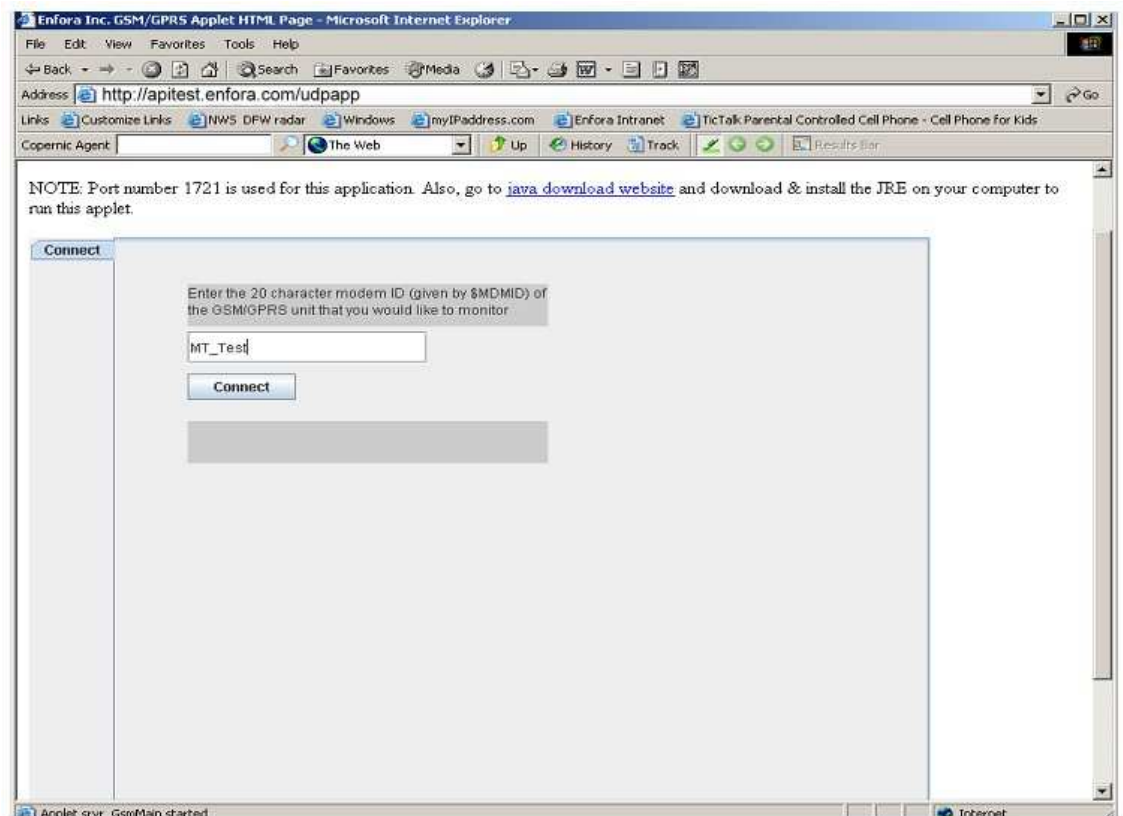 Enfora Inc. GSM/GPRS Applet HTML Page - Microsoft Internet Explorer
File Edit View Favorites Tools Help
Back Search Favorites Media
Address http://apitest.enfora.com/udpapp Go
Links Customize Links NWS DFW radar Windows myIPaddress.com Enfora Intranet TicTalk Parental Controlled Cell Phone - Cell Phone for Kids
Copernic Agent The Web Up History Track Results Bar
NOTE: Port number 1721 is used for this application. Also, go to java download website and download & install the JRE on your computer to
run this applet.
Connect
Enter the 20 character modem ID (given by $MDMID) of
the GSM/GPRS unit that you would like to monitor
MT_Test
Connect
Applet srvr_GsmMain started Internet